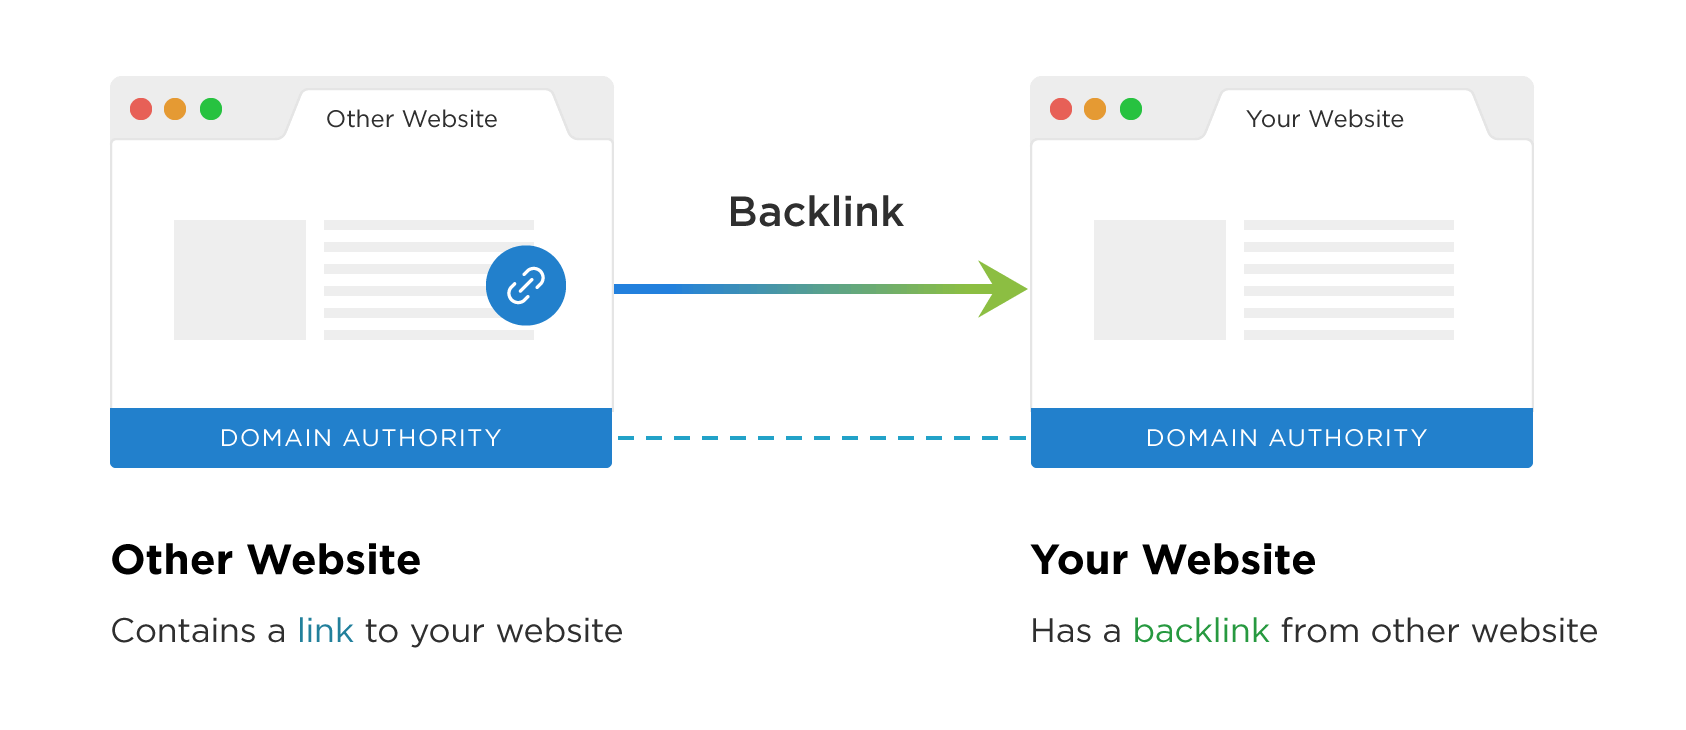 Other Website
Your Website
Backlink
DOMAIN AUTHORITY
DOMAIN AUTHORITY
Other Website
Contains a link to your website
Your Website
Has a backlink from other website